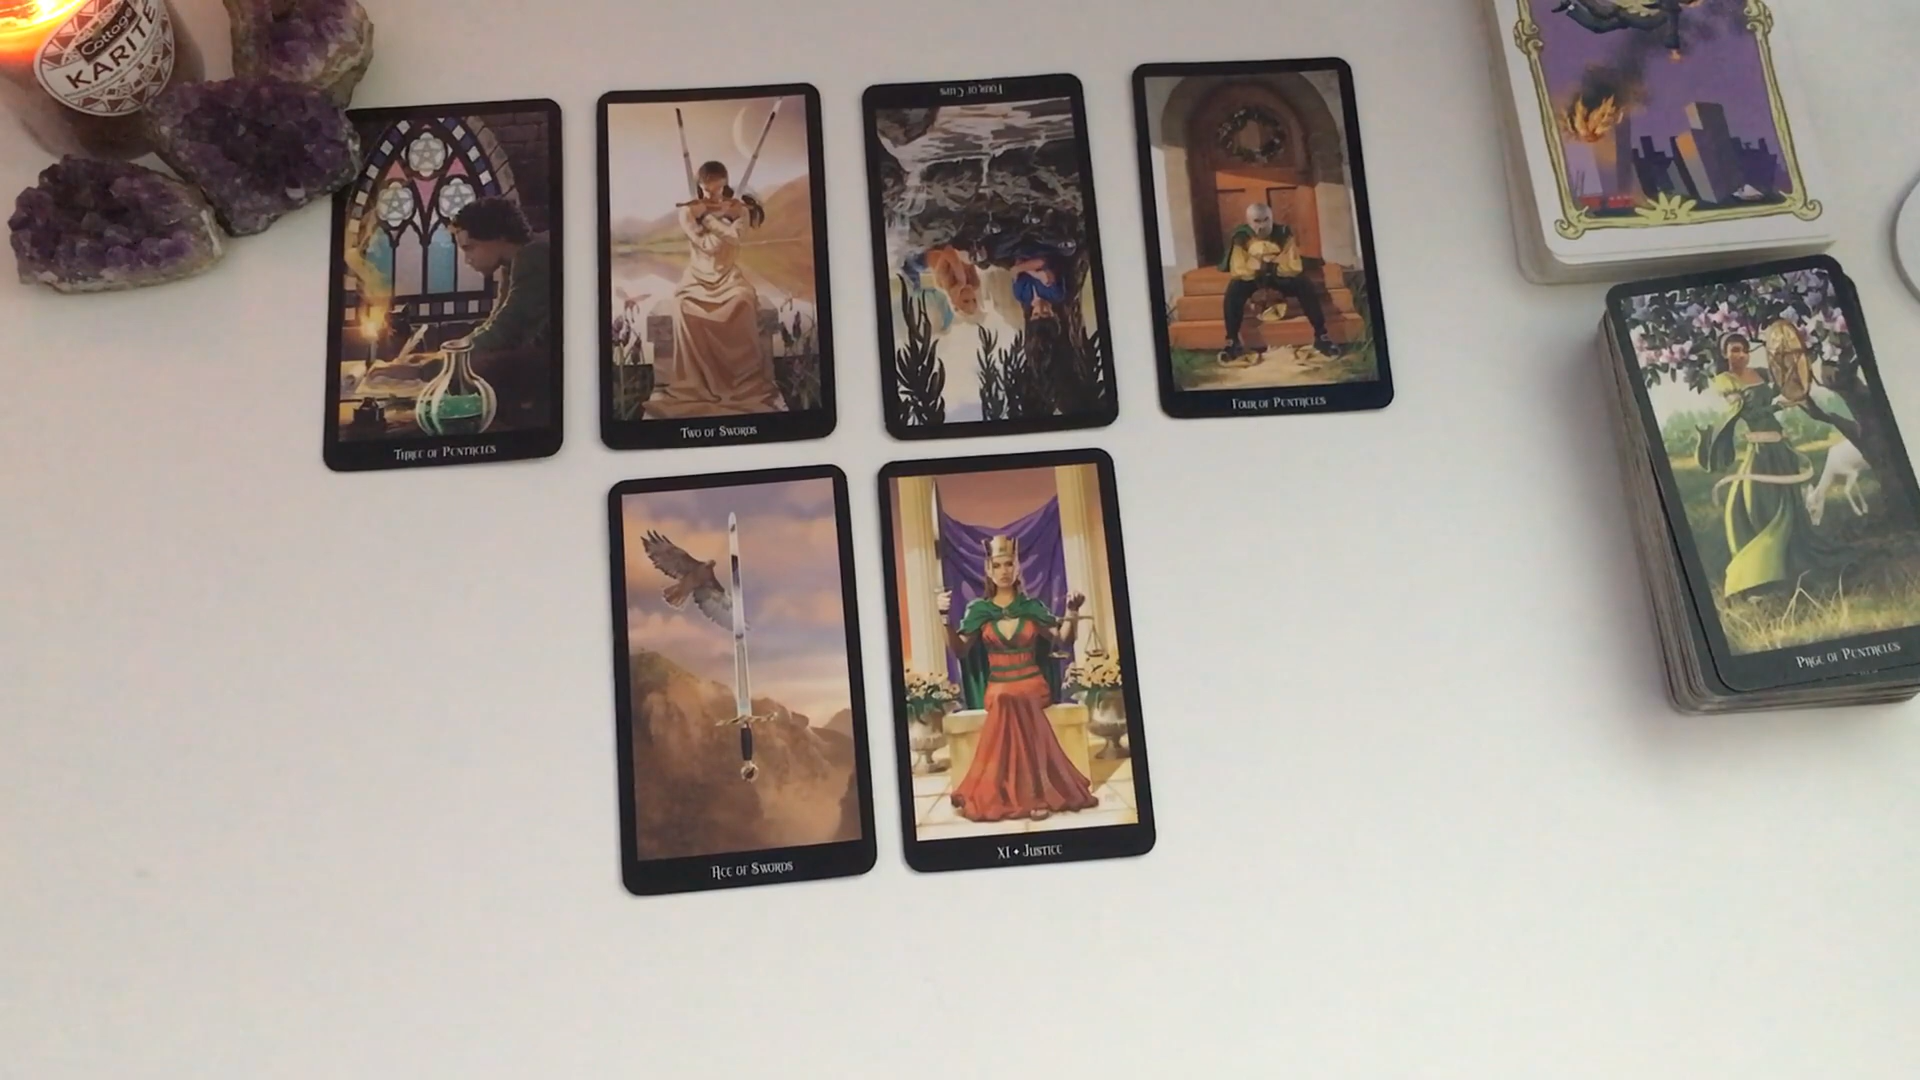 Cottage
KARITÉ
FOUR OF CUPS
THREE OF PENTACLES
TWO OF SWORDS
FOUR OF PENTACLES
25
ACE OF SWORDS
XI • JUSTICE
PAGE OF PENTACLES